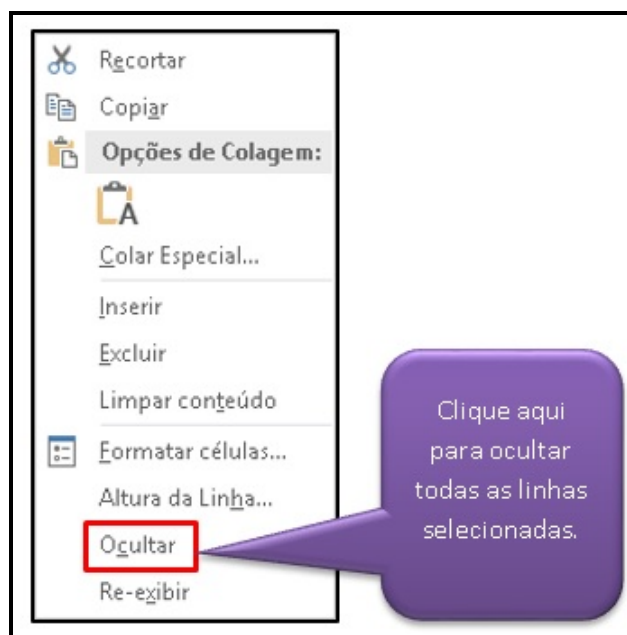 Recortar
Copiar
Opções de Colagem:
A
Colar Especial...
Inserir
Excluir
Limpar conteúdo
Formatar células...
Altura da Linha...
Ocultar
Re-exibir
Clique aqui
para ocultar
todas as linhas
selecionadas.